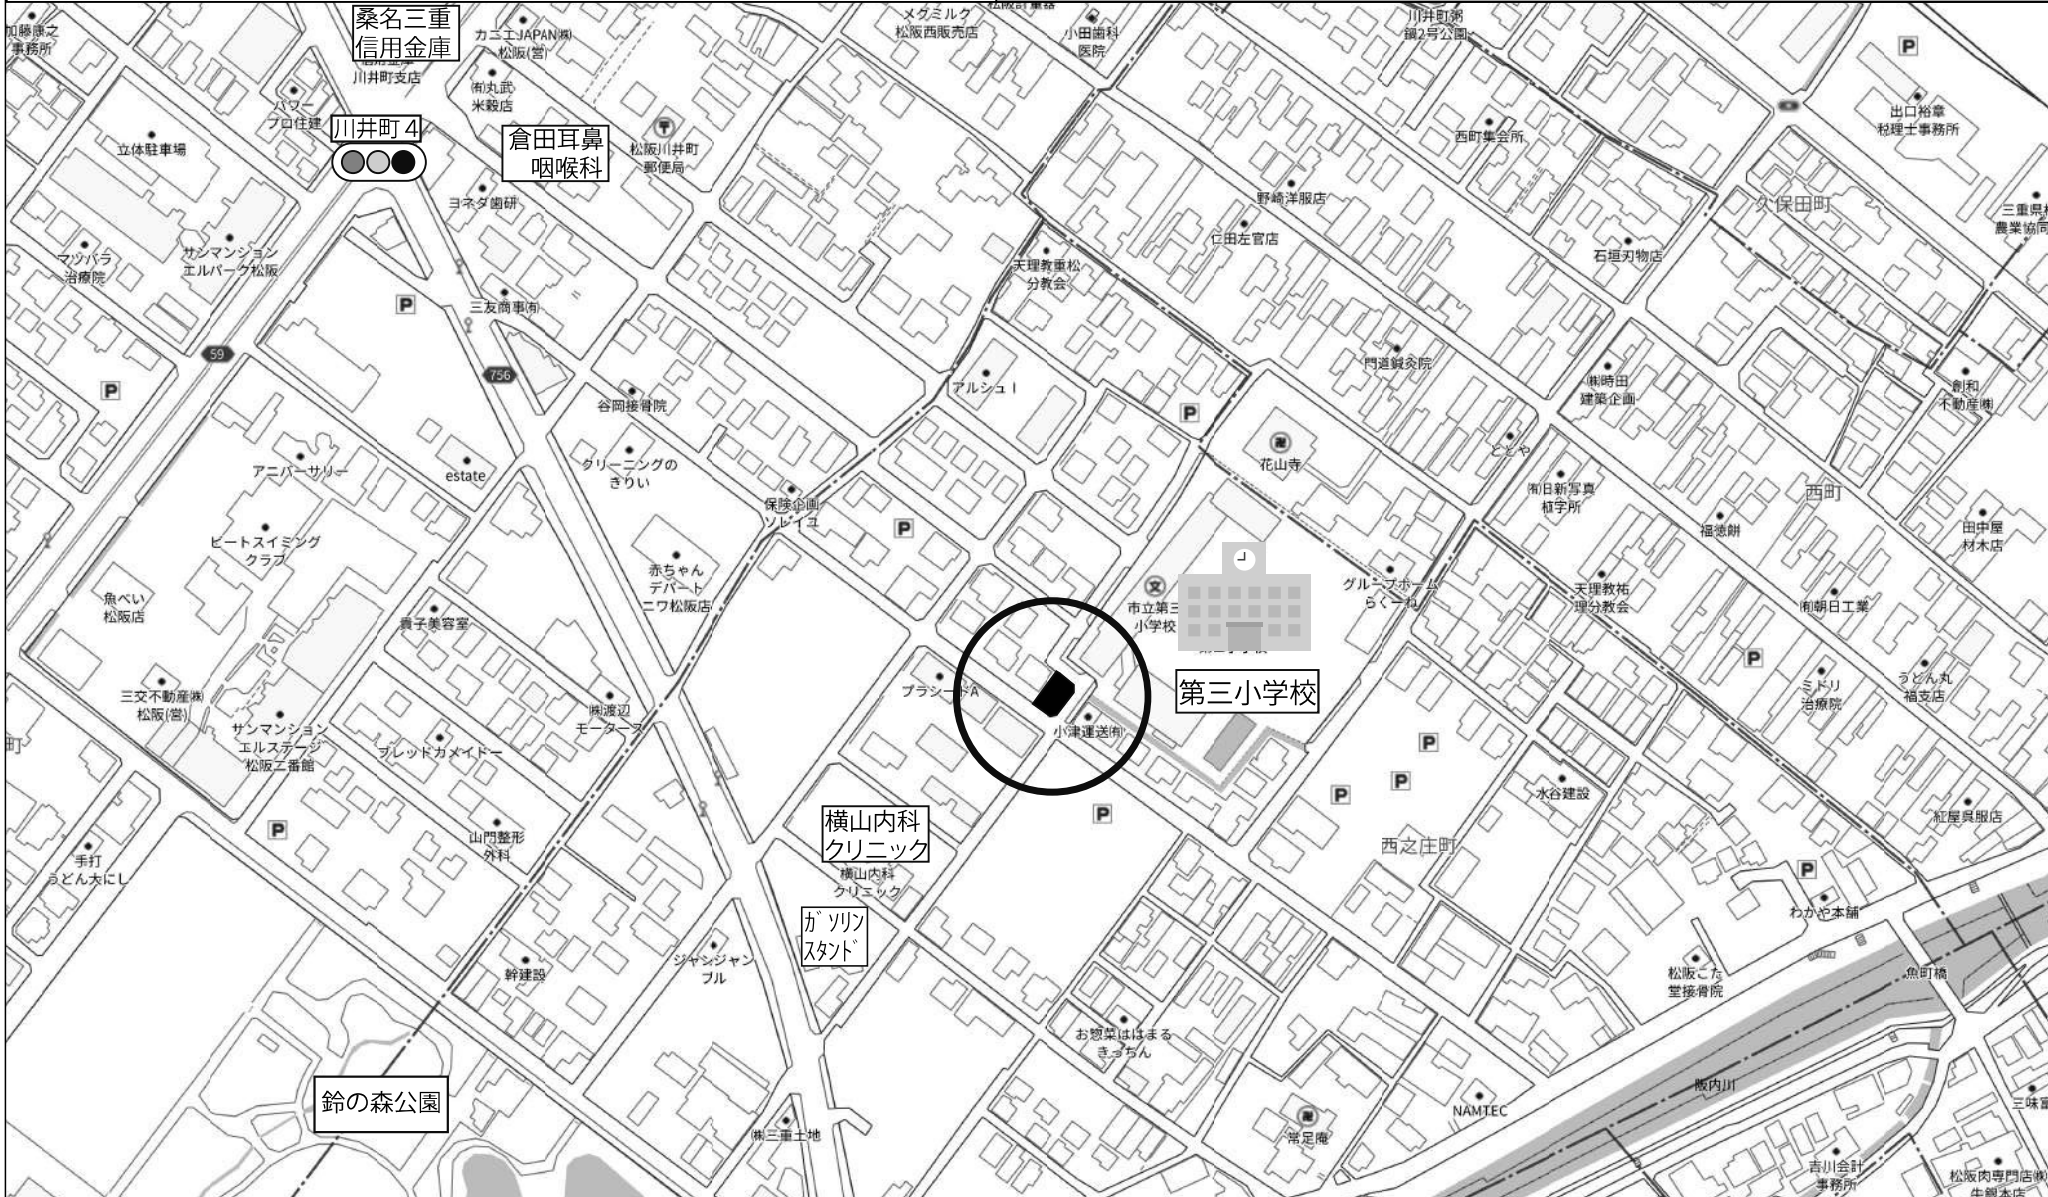 加藤康之
事務所
桑名三重
信用金庫
川井町支店
カニエJAPAN㈱
松阪(営)
メグミルク
松阪西販売店
小田歯科
医院
川井町粥
鍋2号公園
P
㈲丸武
米穀店
パワー
プロ住建
川井町4
倉田耳鼻
咽喉科
松阪川井町
郵便局
立体駐車場
西町集会所
出口裕章
税理士事務所
ヨネダ歯研
野崎洋服店
久保田町
三重県
農業協同
仁田左官店
マツバラ
治療院
サンマンション
エルパーク松阪
天理教重松
分教会
石垣刃物店
P
三友商事㈲
59
756
門道鍼灸院
P
谷岡接骨院
アルシュⅠ
㈱時田
建築企画
創和
不動産㈱
P
アニバーサリー
estate
クリーニングの
きりい
花山寺
ととや
保険企画
ソレイユ
㈲日新写真
植字所
西町
P
福徳餅
田中屋
材木店
ビートスイミング
クラブ
赤ちゃん
デパート
ニワ松阪店
魚べい
松阪店
貴子美容室
文
市立第三
小学校
グループホーム
らくーね
天理教祐
理分教会
㈲朝日工業
プラシードA
第三小学校
P
ミドリ
治療院
うどん丸
福支店
三交不動産㈱
松阪(営)
サンマンション
エルステージ
松阪二番館
㈱渡辺
モータース
ブレッドカメイドー
小津運送㈲
P
P
P
P
水谷建設
紅屋呉服店
町
P
手打
うどん大にし
山門整形
外科
横山内科
クリニック
横山内科
クリニック
西之庄町
P
わかや本舗
ガソリン
スタンド
ジャンジャン
ブル
幹建設
松阪こた
堂接骨院
魚町橋
お惣菜ははまる
きっちん
阪内川
鈴の森公園
㈱三重土地
常足庵
NAMTEC
三味
吉川会計
事務所
松阪肉専門店㈱